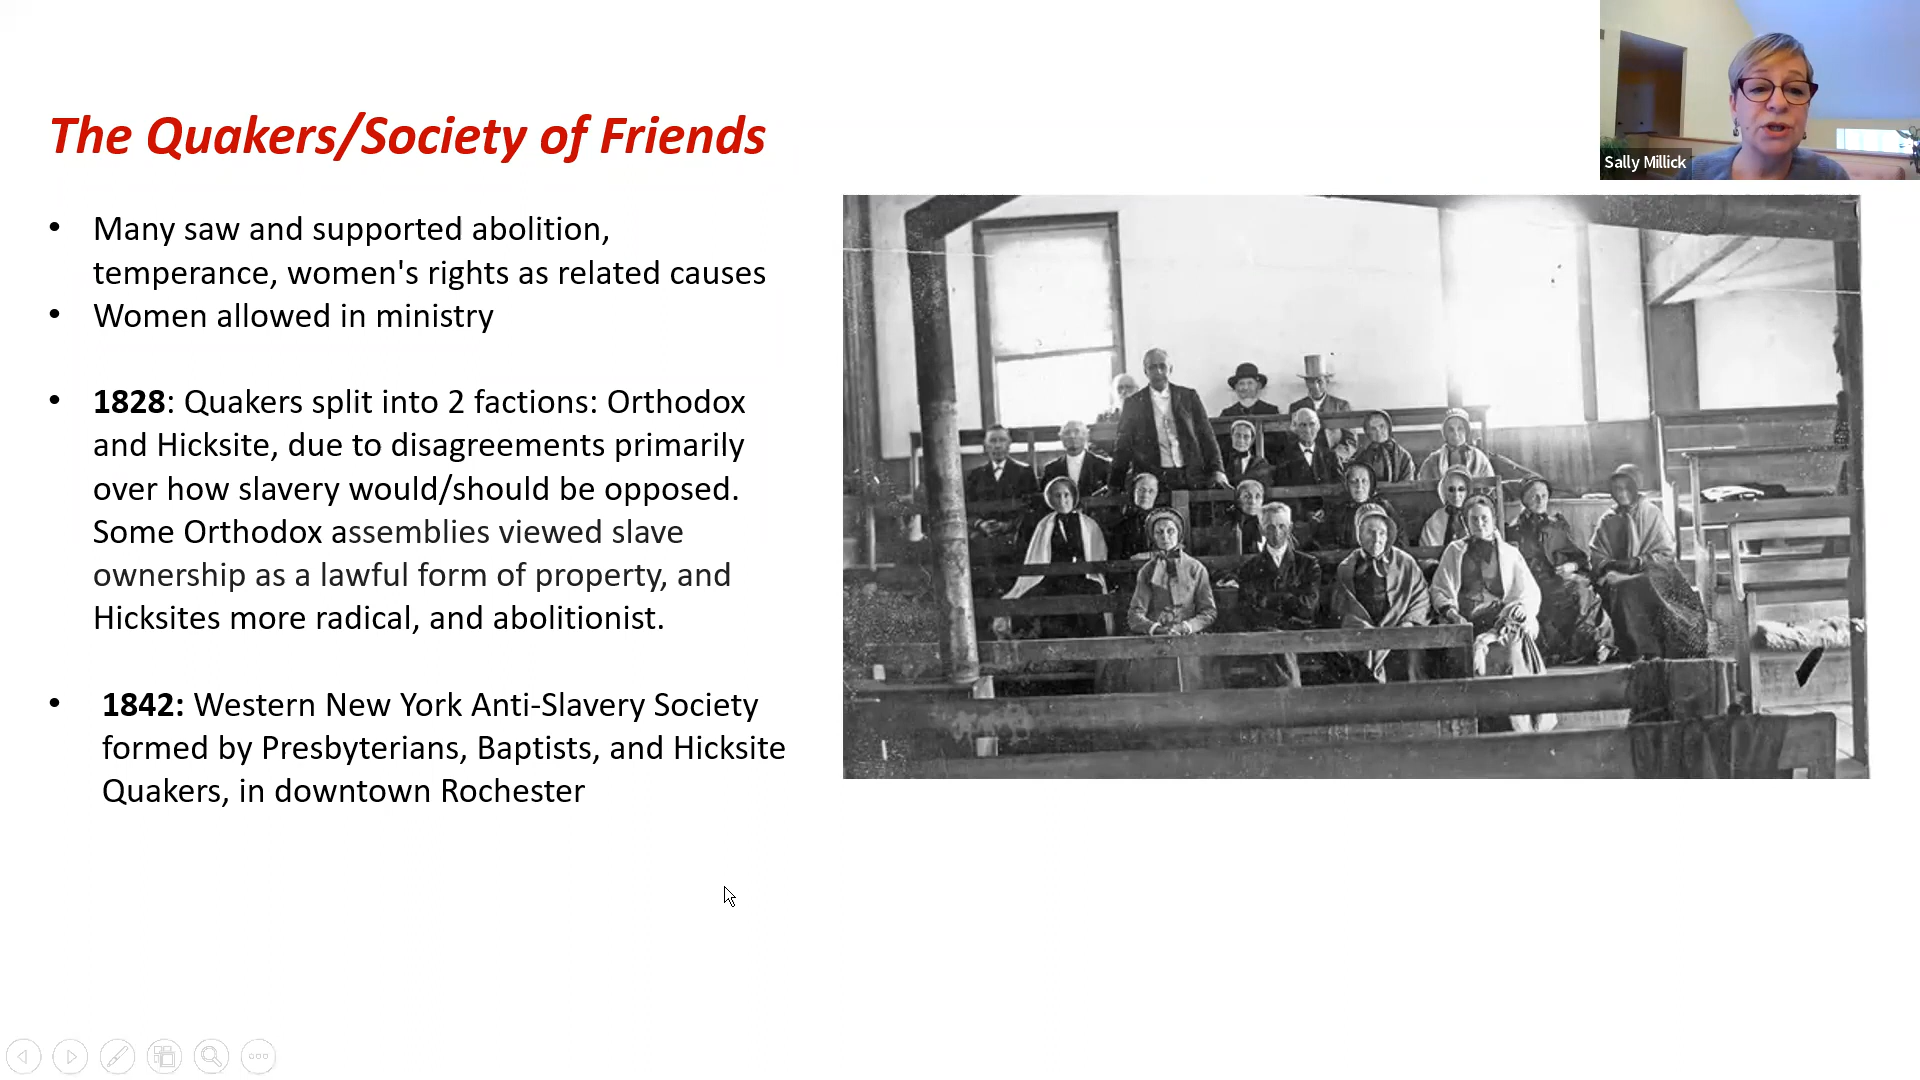 The Quakers/Society of Friends
Sally Millick
• Many saw and supported abolition,
temperance, women's rights as related causes
• Women allowed in ministry
• 1828: Quakers split into 2 factions: Orthodox
and Hicksite, due to disagreements primarily
over how slavery would/should be opposed.
Some Orthodox assemblies viewed slave
ownership as a lawful form of property, and
Hicksites more radical, and abolitionist.
• 1842: Western New York Anti-Slavery Society
formed by Presbyterians, Baptists, and Hicksite
Quakers, in downtown Rochester